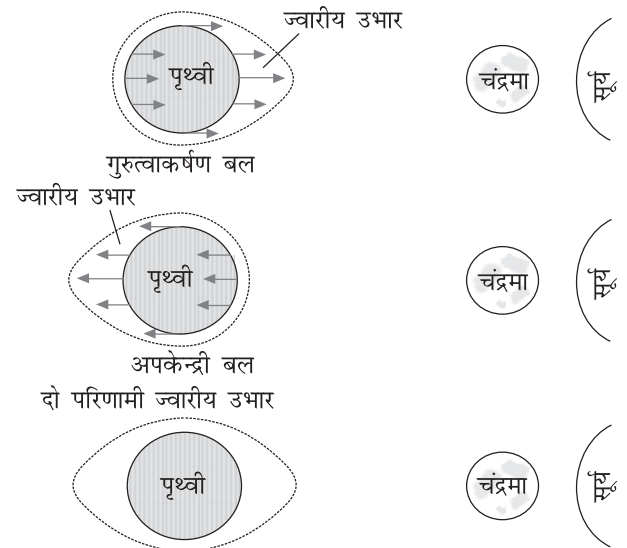 ज्वारीय उभार
पृथ्वी
चंद्रमा
सूर्य
गुरुत्वाकर्षण बल
ज्वारीय उभार
पृथ्वी
चंद्रमा
सूर्य
अपकेन्द्री बल
दो परिणामी ज्वारीय उभार
पृथ्वी
चंद्रमा
सूर्य